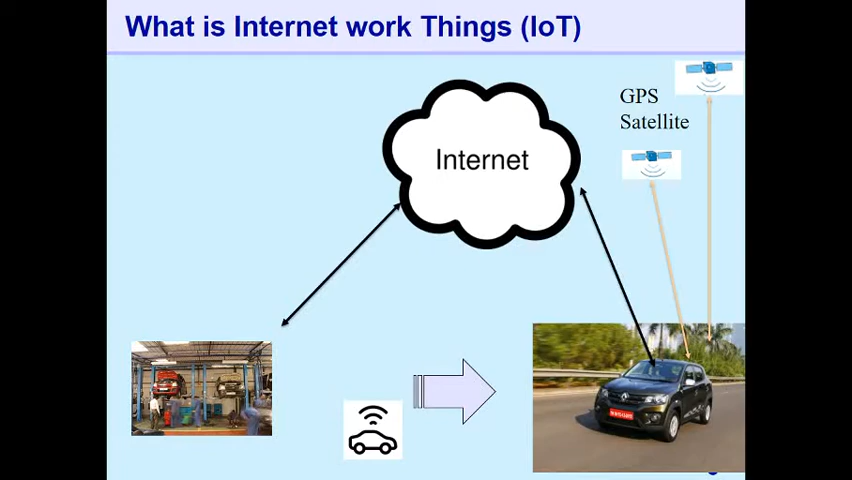 What is Internet work Things (IoT)
GPS
Satellite
Internet